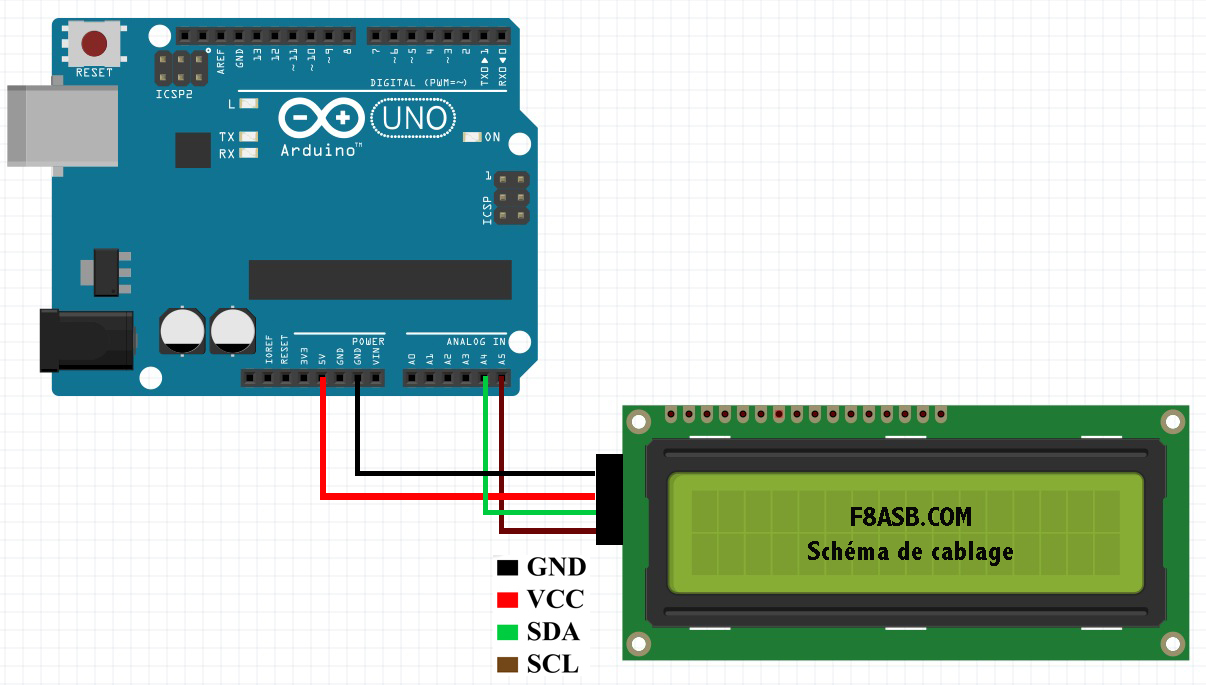 RESET
ICSP2
AREF
GND
13
12
~11
~10
~9
8
7
~6
~5
4
~3
2
TX0 1
RX0 0
DIGITAL (PWM=~)
L
TX
RX
UNO
Arduino™
ON
1
ICSP
POWER
ANALOG IN
IOREF
RESET
3V3
5V
GND
GND
VIN
A0
A1
A2
A3
A4
A5
F8ASB.COM
Schéma de cablage
GND
VCC
SDA
SCL